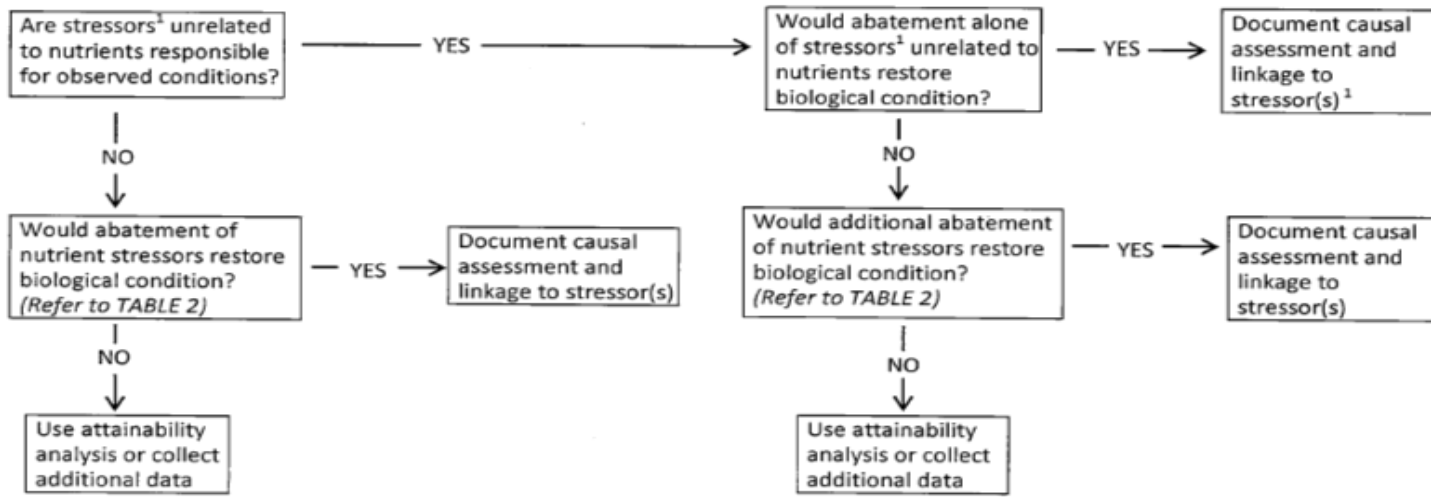 Are stressors¹ unrelated
to nutrients responsible
for observed conditions?
YES
Would abatement alone
of stressors¹ unrelated to
nutrients restore
biological condition?
YES
Document causal
assessment and
linkage to
stressor(s) ¹
NO
NO
Would abatement of
nutrient stressors restore
biological condition?
(Refer to TABLE 2)
YES
Document causal
assessment and
linkage to stressor(s)
Would additional abatement
of nutrient stressors restore
biological condition?
(Refer to TABLE 2)
YES
Document causal
assessment and
linkage to
stressor(s)
NO
NO
Use attainability
analysis or collect
additional data
Use attainability
analysis or collect
additional data